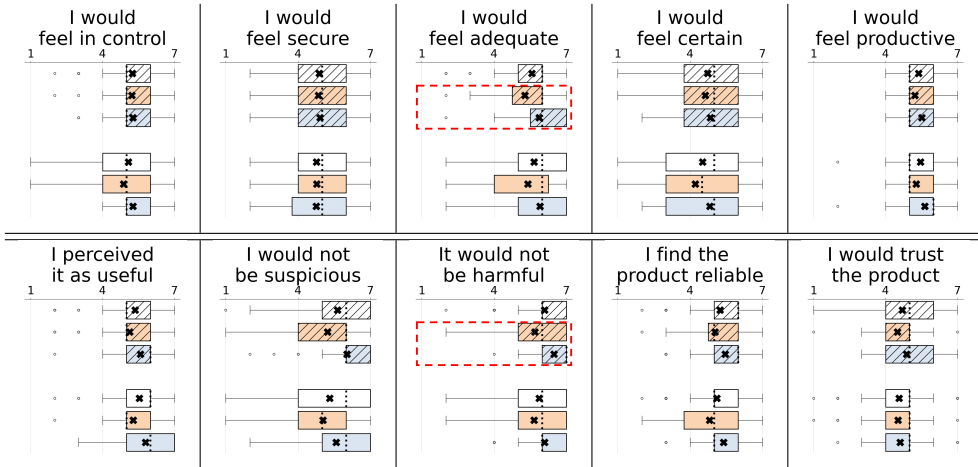 I would
feel in control
1 4 7
I would
feel secure
1 4 7
I would
feel adequate
1 4 7
I would
feel certain
1 4 7
I would
feel productive
1 4 7
I perceived
it as useful
1 4 7
I would not
be suspicious
1 4 7
It would not
be harmful
1 4 7
I find the
product reliable
1 4 7
I would trust
the product
1 4 7